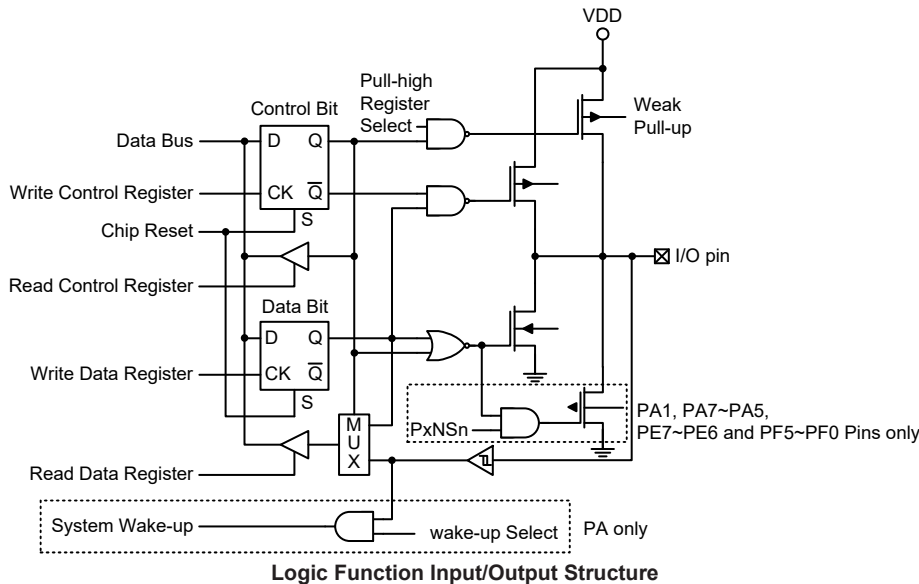 VDD
Pull-high
Register
Select
Weak
Pull-up
Control Bit
Data Bus
D
Q
Write Control Register
CK
Q
S
Chip Reset
I/O pin
Read Control Register
Data Bit
D
Q
Write Data Register
CK
Q
S
M
U
X
PxNSn
PA1, PA7~PA5,
PE7~PE6 and PF5~PF0 Pins only
Read Data Register
System Wake-up
wake-up Select
PA only
Logic Function Input/Output Structure